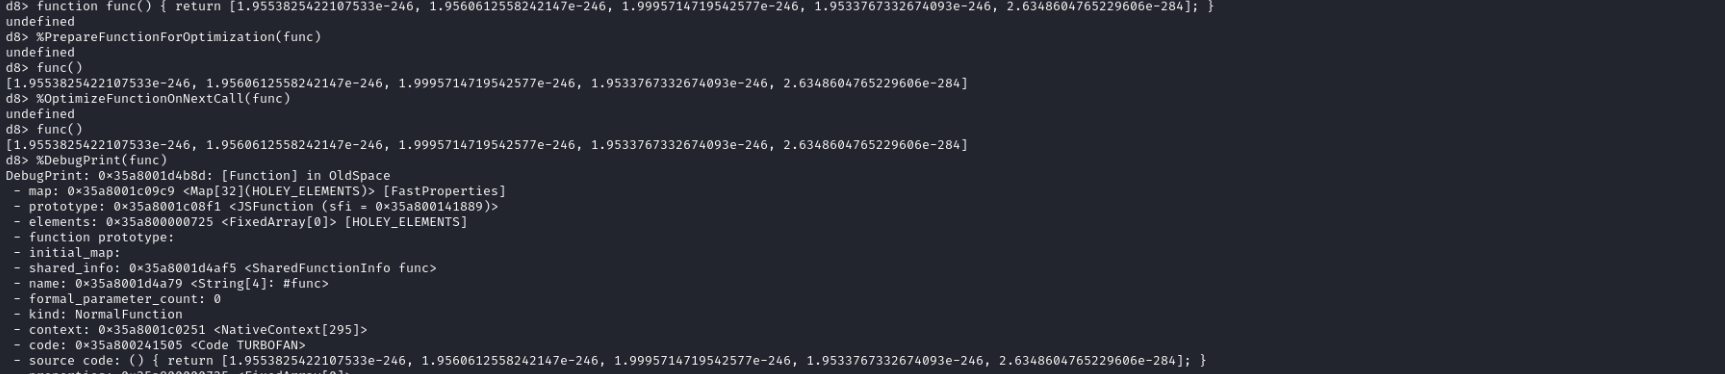 d8> function func() { return [1.9553825422107533e-246, 1.9560612558242147e-246, 1.9995714719542577e-246, 1.9533767332674093e-246, 2.6348604765229606e-284]; }
undefined
d8> %PrepareFunctionForOptimization(func)
undefined
d8> func()
[1.9553825422107533e-246, 1.9560612558242147e-246, 1.9995714719542577e-246, 1.9533767332674093e-246, 2.6348604765229606e-284]
d8> %OptimizeFunctionOnNextCall(func)
undefined
d8> func()
[1.9553825422107533e-246, 1.9560612558242147e-246, 1.9995714719542577e-246, 1.9533767332674093e-246, 2.6348604765229606e-284]
d8> %DebugPrint(func)
DebugPrint: 0x35a8001d4b8d: [Function] in OldSpace
 - map: 0x35a8001c09c9 <Map[32](HOLEY_ELEMENTS)> [FastProperties]
 - prototype: 0x35a8001c08f1 <JSFunction (sfi = 0x35a800141889)>
 - elements: 0x35a800000725 <FixedArray[0]> [HOLEY_ELEMENTS]
 - function prototype:
 - initial_map:
 - shared_info: 0x35a8001d4af5 <SharedFunctionInfo func>
 - name: 0x35a8001d4a79 <String[4]: #func>
 - formal_parameter_count: 0
 - kind: NormalFunction
 - context: 0x35a8001c0251 <NativeContext[295]>
 - code: 0x35a800241505 <Code TURBOFAN>
 - source code: () { return [1.9553825422107533e-246, 1.9560612558242147e-246, 1.9995714719542577e-246, 1.9533767332674093e-246, 2.6348604765229606e-284]; }